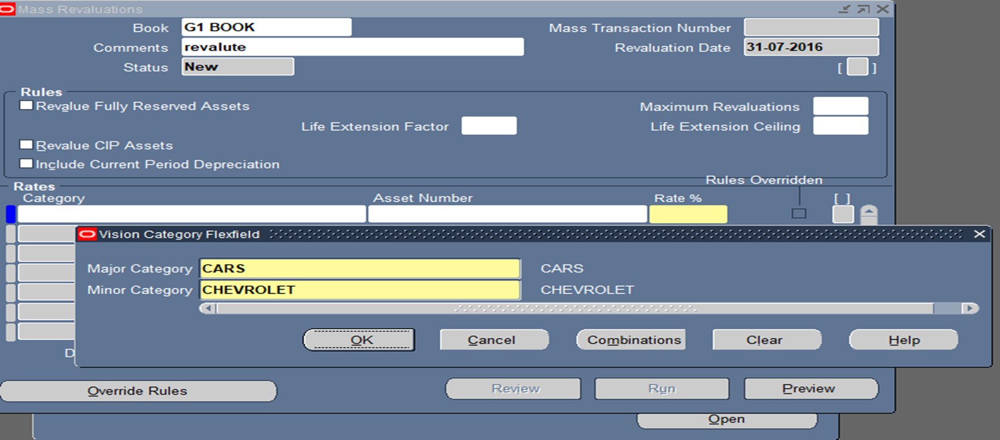 Mass Revaluations
Book G1 BOOK Mass Transaction Number
Comments revalute Revaluation Date 31-07-2016
Status New [ ]
Rules
Revalue Fully Reserved Assets Maximum Revaluations
Life Extension Factor Life Extension Ceiling
Revalue CIP Assets
Include Current Period Depreciation
Rules Overridden
Rates
Category Asset Number Rate % [ ]
Vision Category Flexfield
Major Category CARS CARS
Minor Category CHEVROLET CHEVROLET
OK Cancel Combinations Clear Help
D
Override Rules Review Run Preview
Open